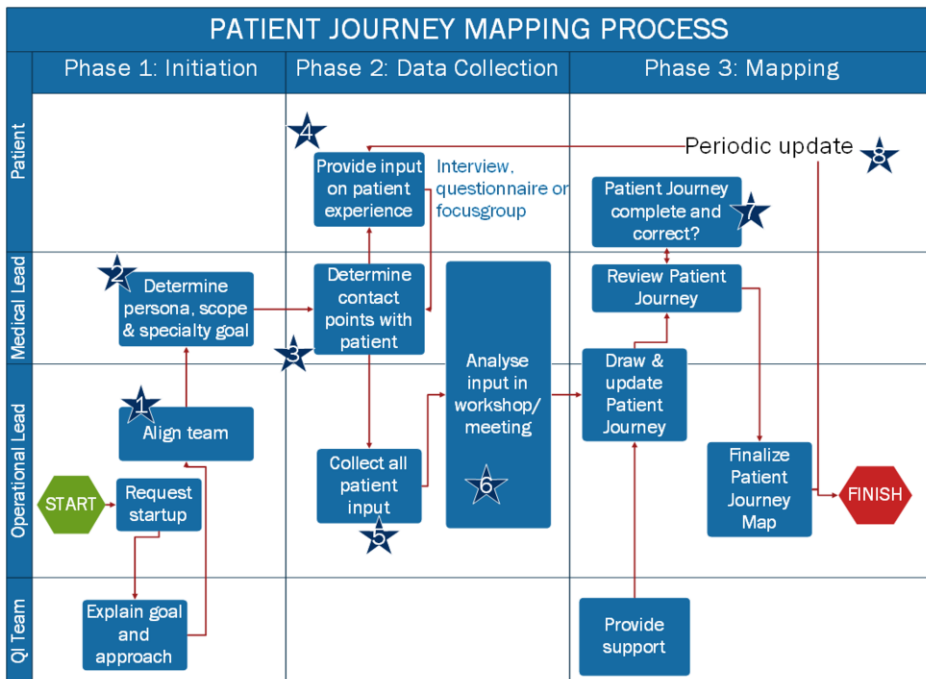 PATIENT JOURNEY MAPPING PROCESS
Phase 1: Initiation
Phase 2: Data Collection
Phase 3: Mapping
Patient
4
Provide input
on patient
experience
Interview,
questionnaire or
focusgroup
Periodic update
8
Patient Journey
complete and
correct?
7
Medical Lead
2
Determine
persona, scope
& specialty goal
Determine
contact
points with
patient
3
Review Patient
Journey
Operational Lead
1
Align team
START
Request
startup
Collect all
patient
input
5
Analyse
input in
workshop/
meeting
6
Draw &
update
Patient
Journey
Finalize
Patient
Journey
Map
FINISH
QI Team
Explain goal
and
approach
Provide
support